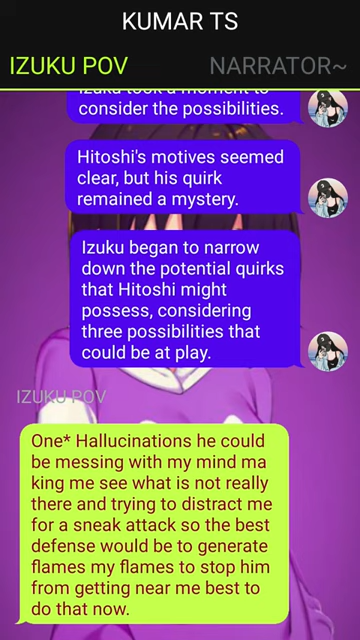 KUMAR TS
IZUKU POV
NARRATOR~
Izuku took a moment to
consider the possibilities.
Hitoshi's motives seemed
clear, but his quirk
remained a mystery.
Izuku began to narrow
down the potential quirks
that Hitoshi might
possess, considering
three possibilities that
could be at play.
IZUKU POV
One* Hallucinations he could
be messing with my mind ma
king me see what is not really
there and trying to distract me
for a sneak attack so the best
defense would be to generate
flames my flames to stop him
from getting near me best to
do that now.